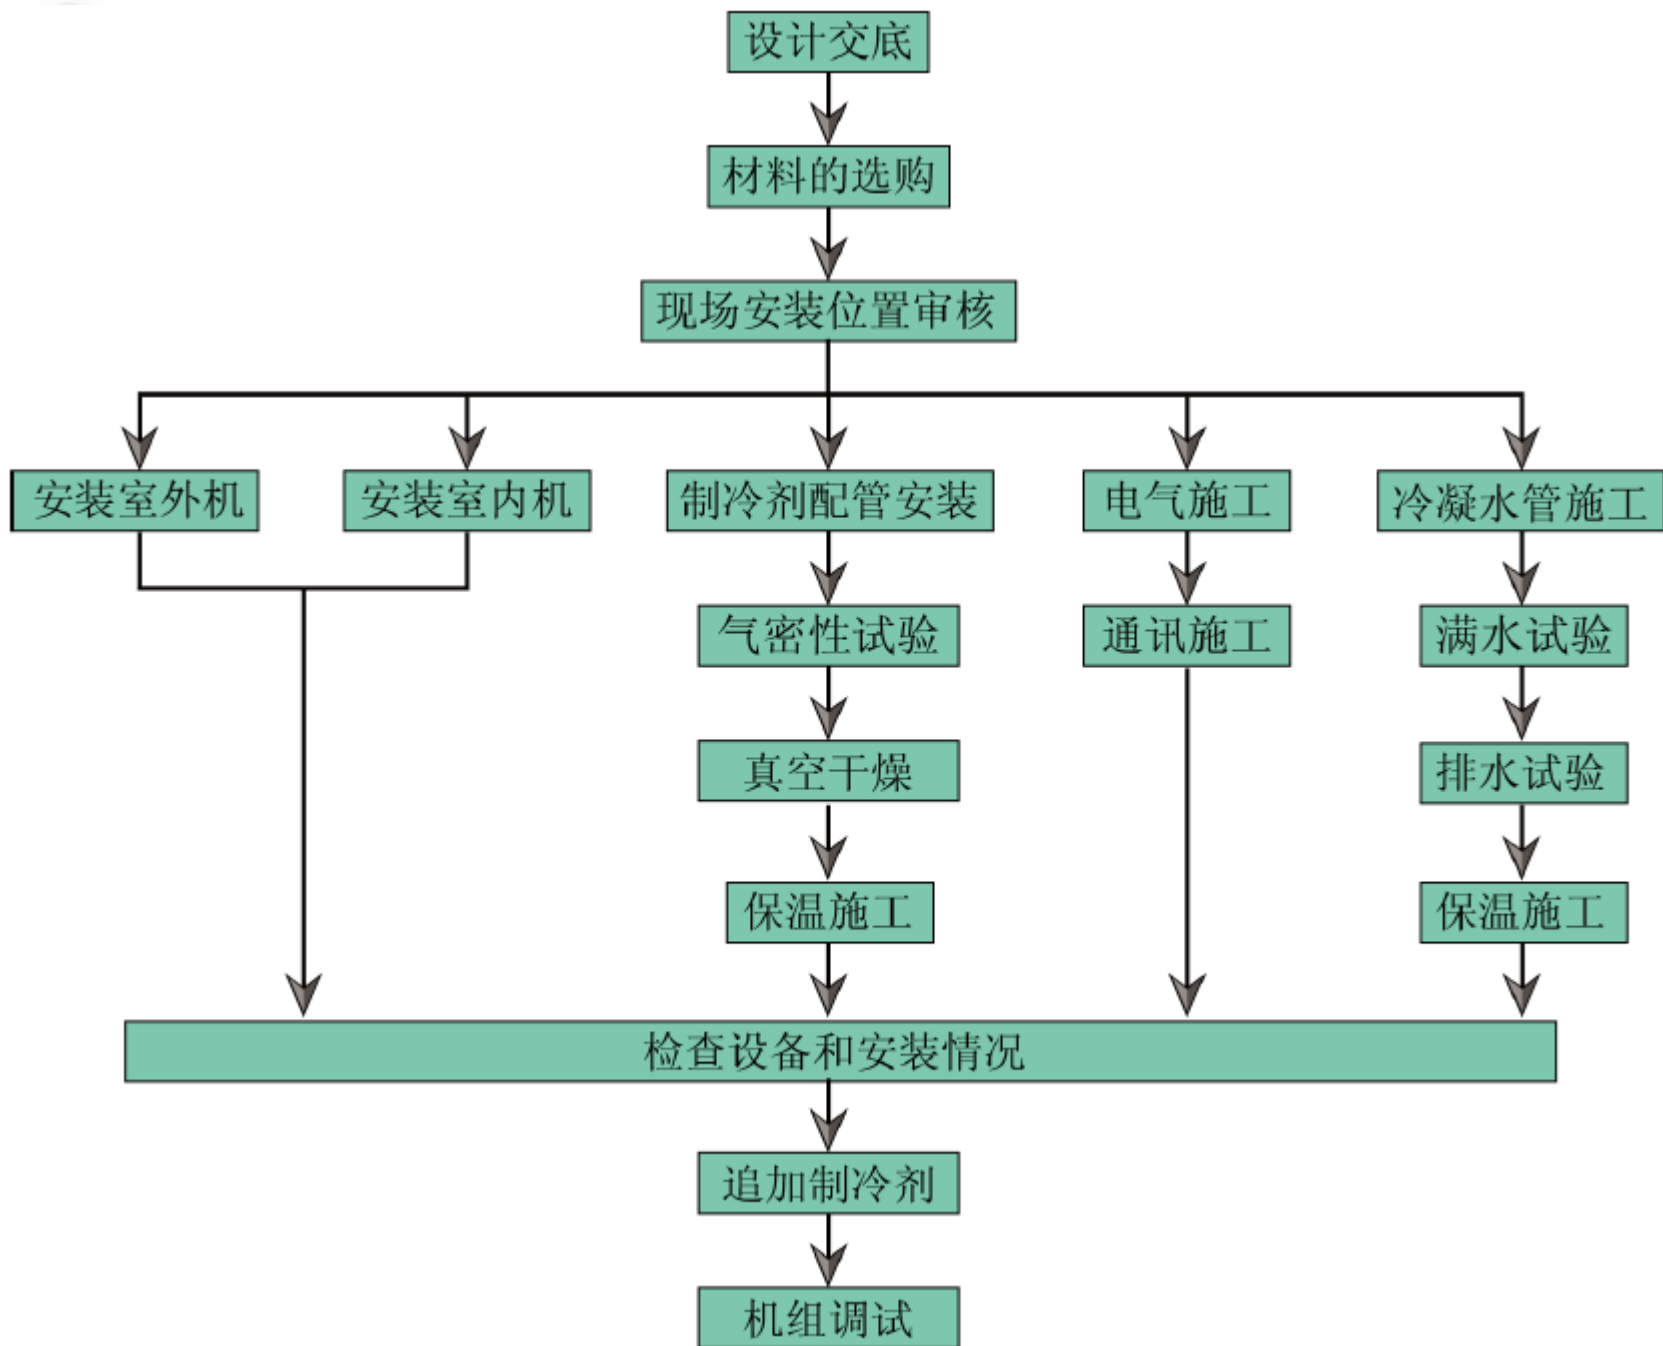 设计交底
材料的选购
现场安装位置审核
安装室外机
安装室内机
制冷剂配管安装
电气施工
冷凝水管施工
气密性试验
通讯施工
满水试验
真空干燥
排水试验
保温施工
保温施工
检查设备和安装情况
追加制冷剂
机组调试